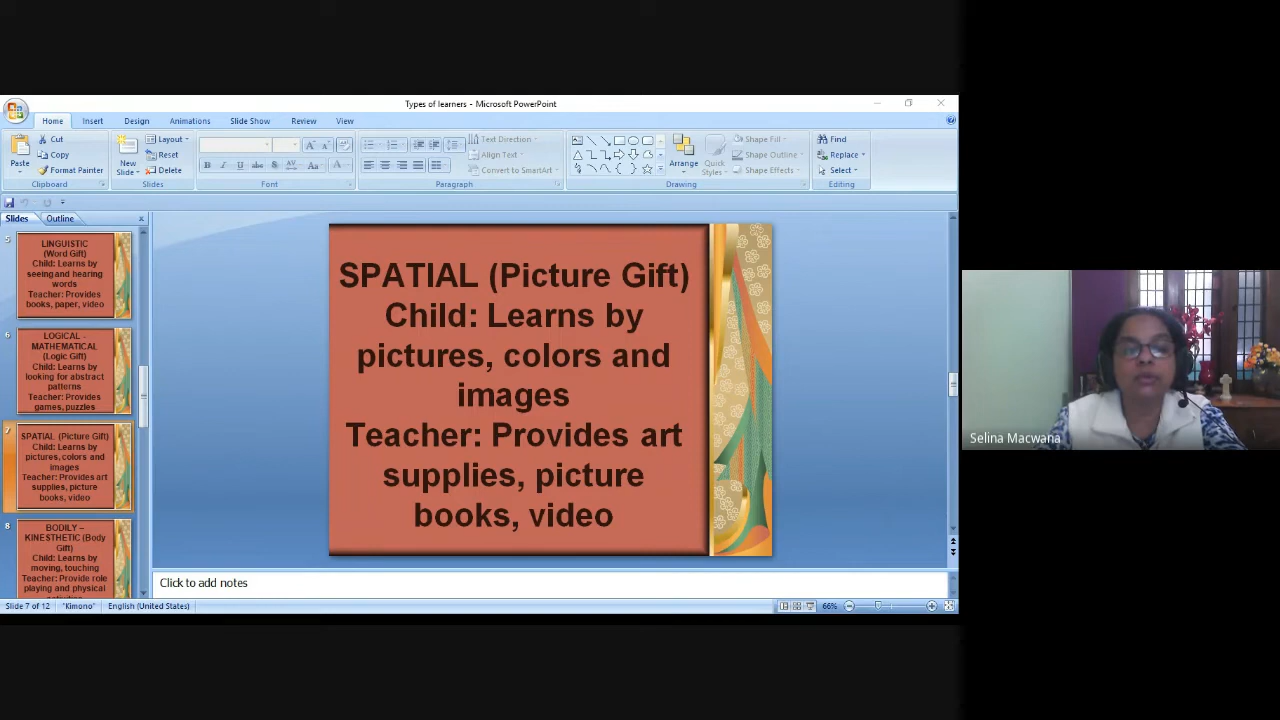 Types of learners - Microsoft PowerPoint
Home Insert Design Animations Slide Show Review View
Paste
Cut
Copy
Format Painter
Clipboard
New Slide
Layout
Reset
Delete
Slides
B I U abc S AV Aa A
Font
Text Direction
Align Text
Convert to SmartArt
Paragraph
Arrange
Quick Styles
Shape Fill
Shape Outline
Shape Effects
Drawing
Find
Replace
Select
Editing
Slides Outline
5
LINGUISTIC
(Word Gift)
Child: Learns by
seeing and hearing
words
Teacher: Provides
books, paper, video
6
LOGICAL -
MATHEMATICAL
(Logic Gift)
Child: Learns by
looking for abstract
patterns
Teacher: Provides
games, puzzles
7
SPATIAL (Picture Gift)
Child: Learns by
pictures, colors and
images
Teacher: Provides art
supplies, picture
books, video
8
BODILY –
KINESTHETIC (Body
Gift)
Child: Learns by
moving, touching
Teacher: Provide role
playing and physical
SPATIAL (Picture Gift)
Child: Learns by
pictures, colors and
images
Teacher: Provides art
supplies, picture
books, video
Click to add notes
Slide 7 of 12 "Kimono" English (United States) 66%
Selina Macwana